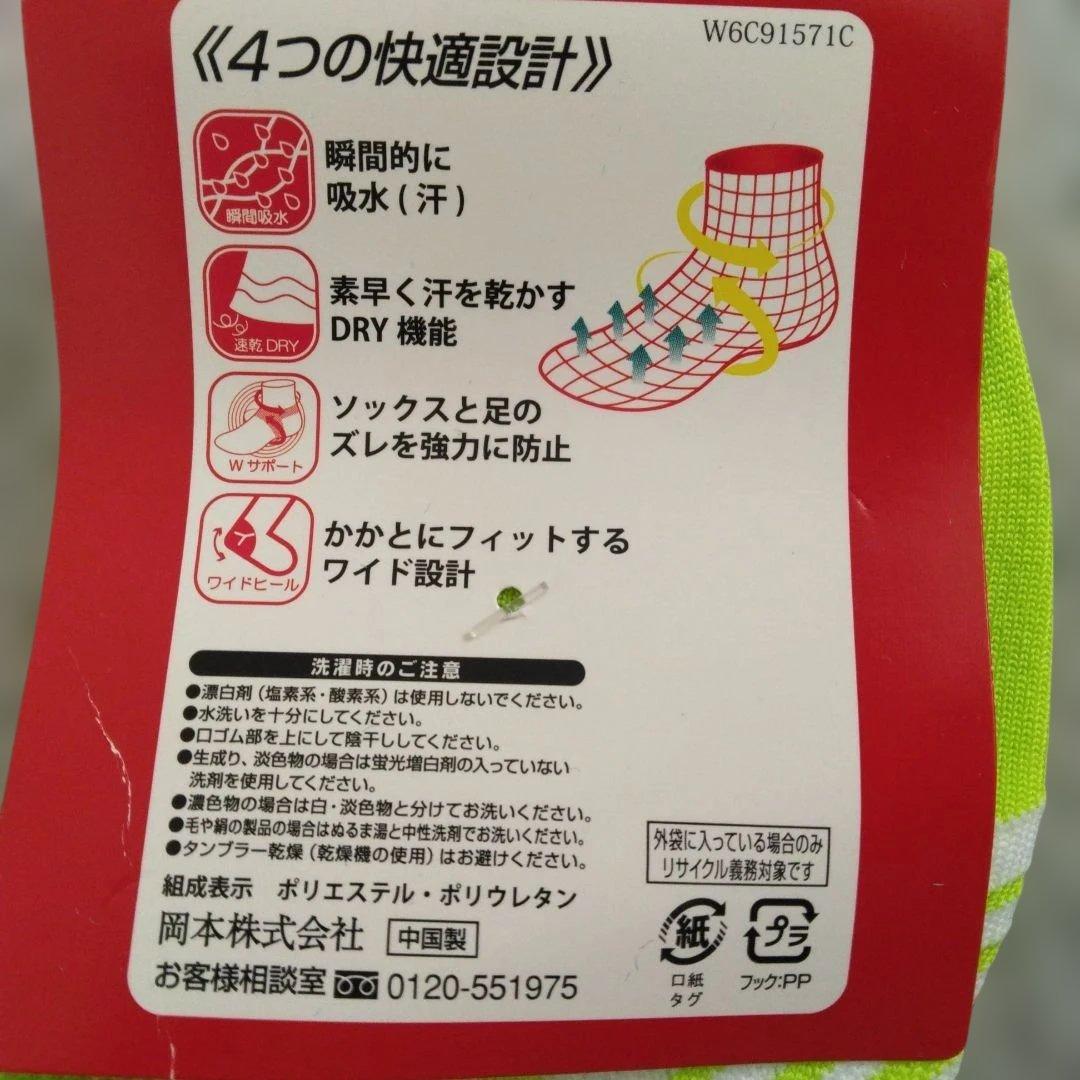 W6C91571C
《4つの快適設計》
瞬間吸水
瞬間的に
吸水(汗)
速乾DRY
素早く汗を乾かす
DRY機能
Wサポート
ソックスと足の
ズレを強力に防止
ワイドヒール
かかとにフィットする
ワイド設計
洗濯時のご注意
●漂白剤(塩素系・酸素系)は使用しないでください。
●水洗いを十分にしてください。
●口ゴム部を上にして陰干ししてください。
●生成り、淡色物の場合は蛍光増白剤の入っていない
洗剤を使用してください。
●濃色物の場合は白・淡色物と分けてお洗いください。
●毛や絹の製品の場合はぬるま湯と中性洗剤でお洗いください。
●タンブラー乾燥(乾燥機の使用)はお避けください。
組成表示 ポリエステル・ポリウレタン
岡本株式会社 中国製
お客様相談室 0120-551975
外袋に入っている場合のみ
リサイクル義務対象です
紙
口紙
タグ
プラ
フック:PP